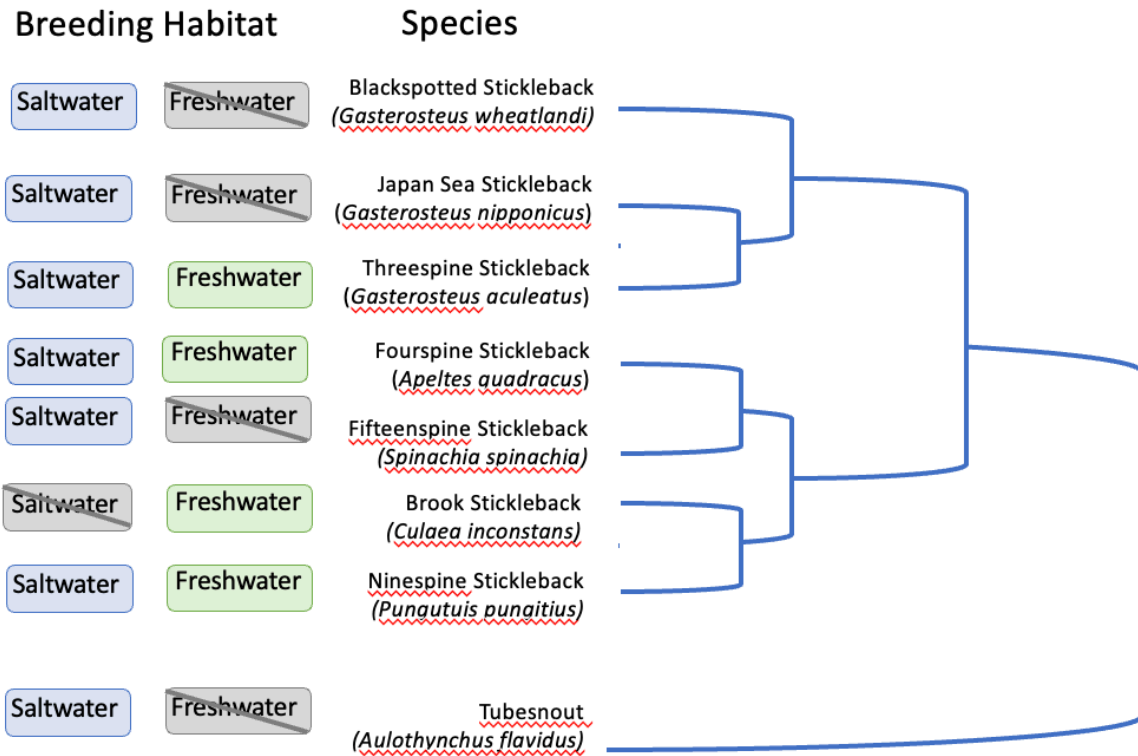 Breeding Habitat Species
Saltwater Freshwater Blackspotted Stickleback
(Gasterosteus wheatlandi)
Saltwater Freshwater Japan Sea Stickleback
(Gasterosteus nipponicus)
Saltwater Freshwater Threespine Stickleback
(Gasterosteus aculeatus)
Saltwater Freshwater Fourspine Stickleback
(Apeltes quadracus)
Saltwater Freshwater Fifteenspine Stickleback
(Spinachia spinachia)
Saltwater Freshwater Brook Stickleback
(Culaea inconstans)
Saltwater Freshwater Ninespine Stickleback
(Pungutuis pungitius)
Saltwater Freshwater Tubesnout
(Aulothynchus flavidus)